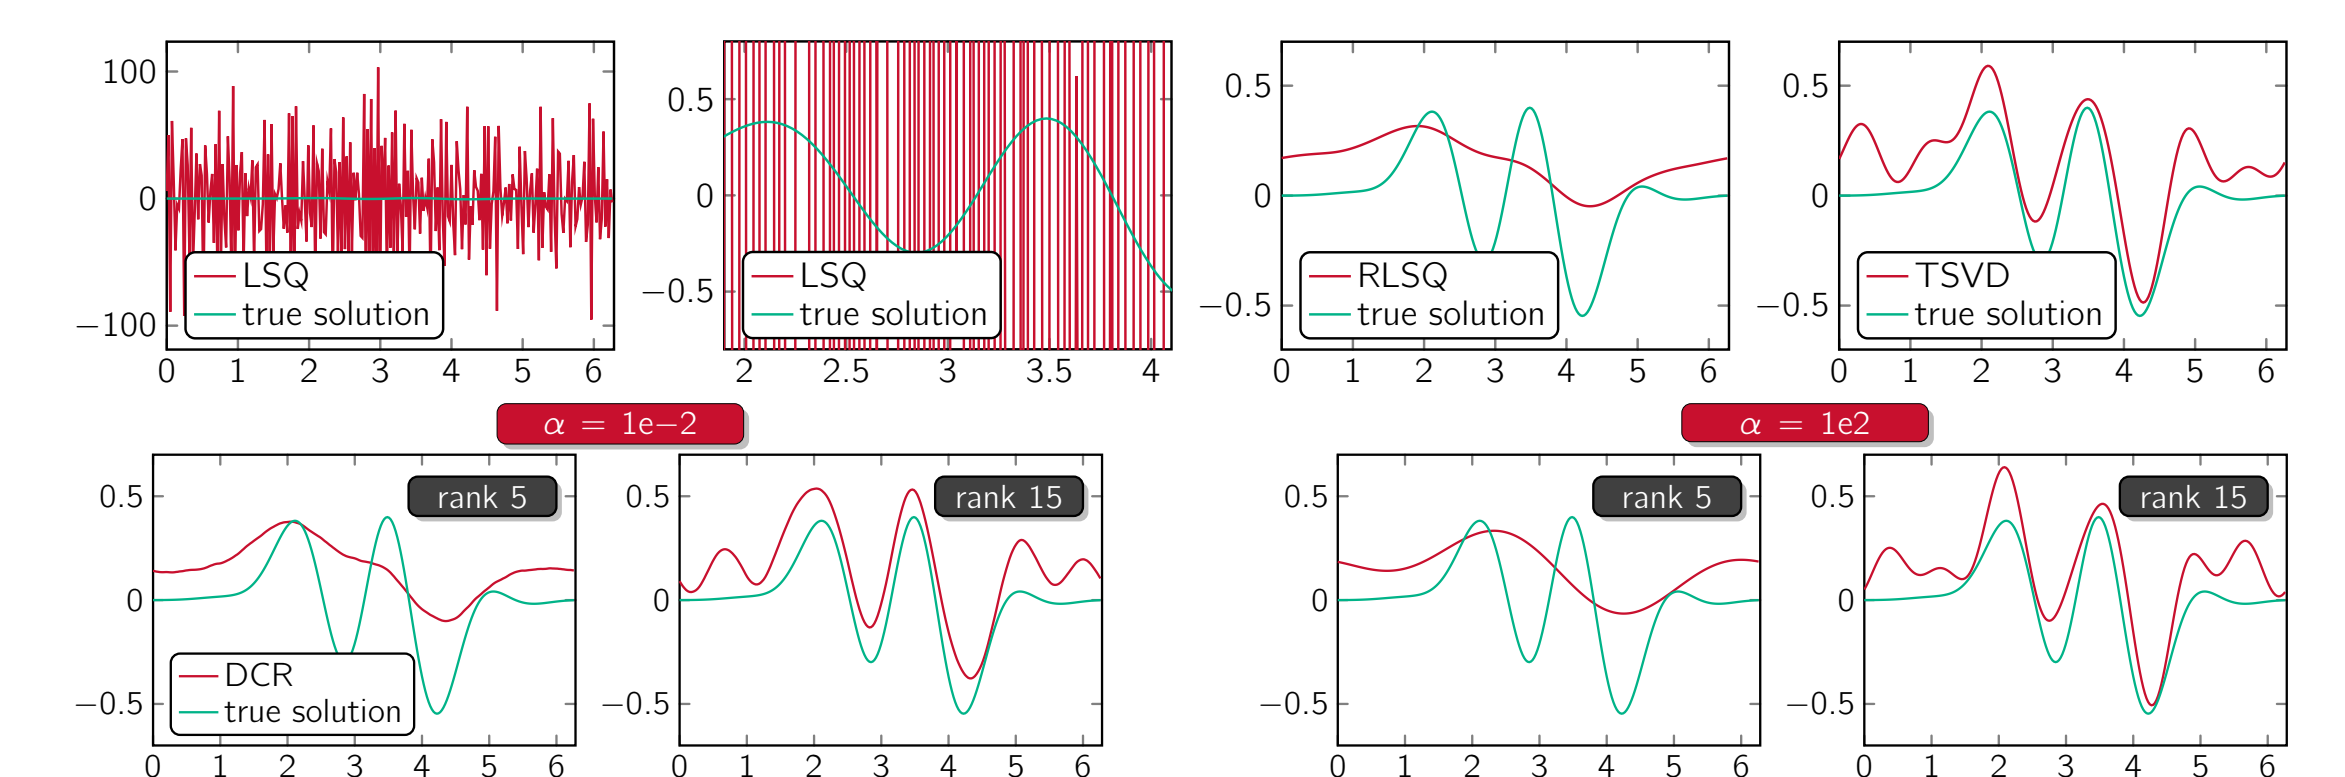 100
0
−100
0 1 2 3 4 5 6
LSQ
true solution
0.5
0
−0.5
2 2.5 3 3.5 4
LSQ
true solution
0.5
0
−0.5
0 1 2 3 4 5 6
RLSQ
true solution
0.5
0
−0.5
0 1 2 3 4 5 6
TSVD
true solution
α = 1e−2
α = 1e2
0.5
0
−0.5
0 1 2 3 4 5 6
rank 5
DCR
true solution
0.5
0
−0.5
0 1 2 3 4 5 6
rank 15
0.5
0
−0.5
0 1 2 3 4 5 6
rank 5
0.5
0
−0.5
0 1 2 3 4 5 6
rank 15